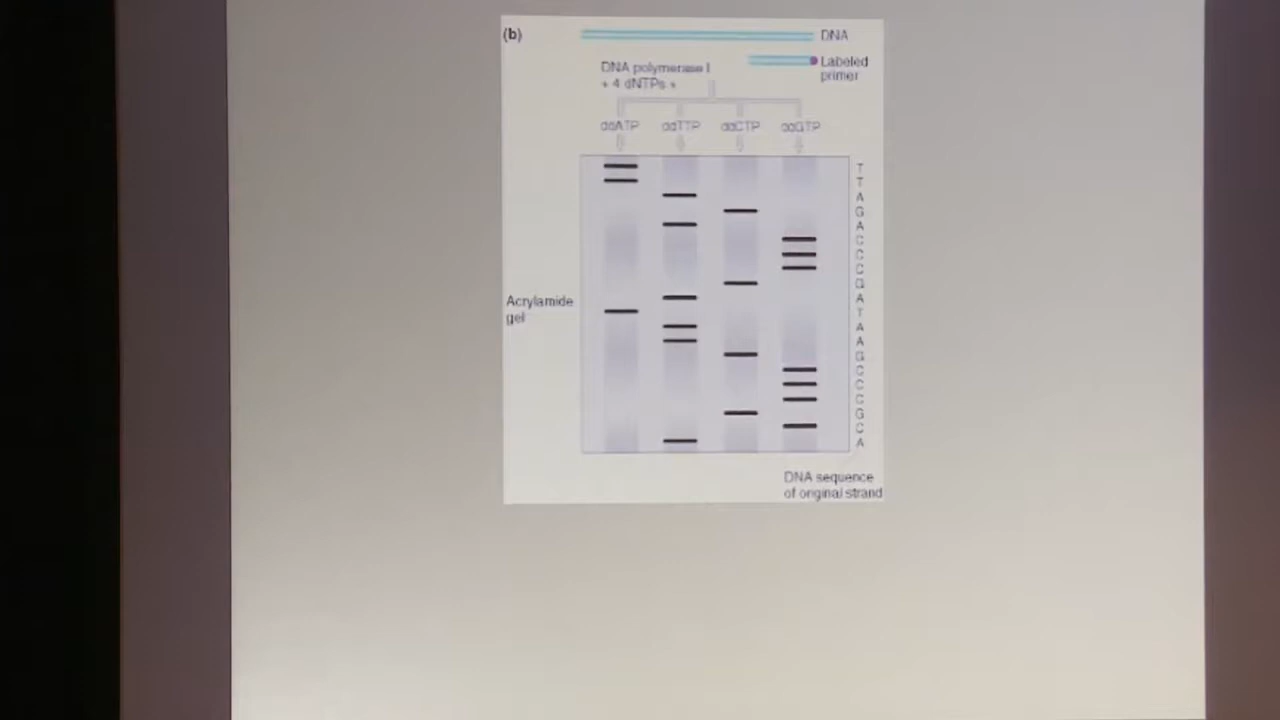 (b)
DNA
Labeled
primer
DNA polymerase I
+ 4 dNTPs +
ddATP ddTTP ddCTP ddGTP
T
T
A
G
A
C
C
C
G
A
T
A
A
G
C
C
C
G
C
A
Acrylamide
gel
DNA sequence
of original strand